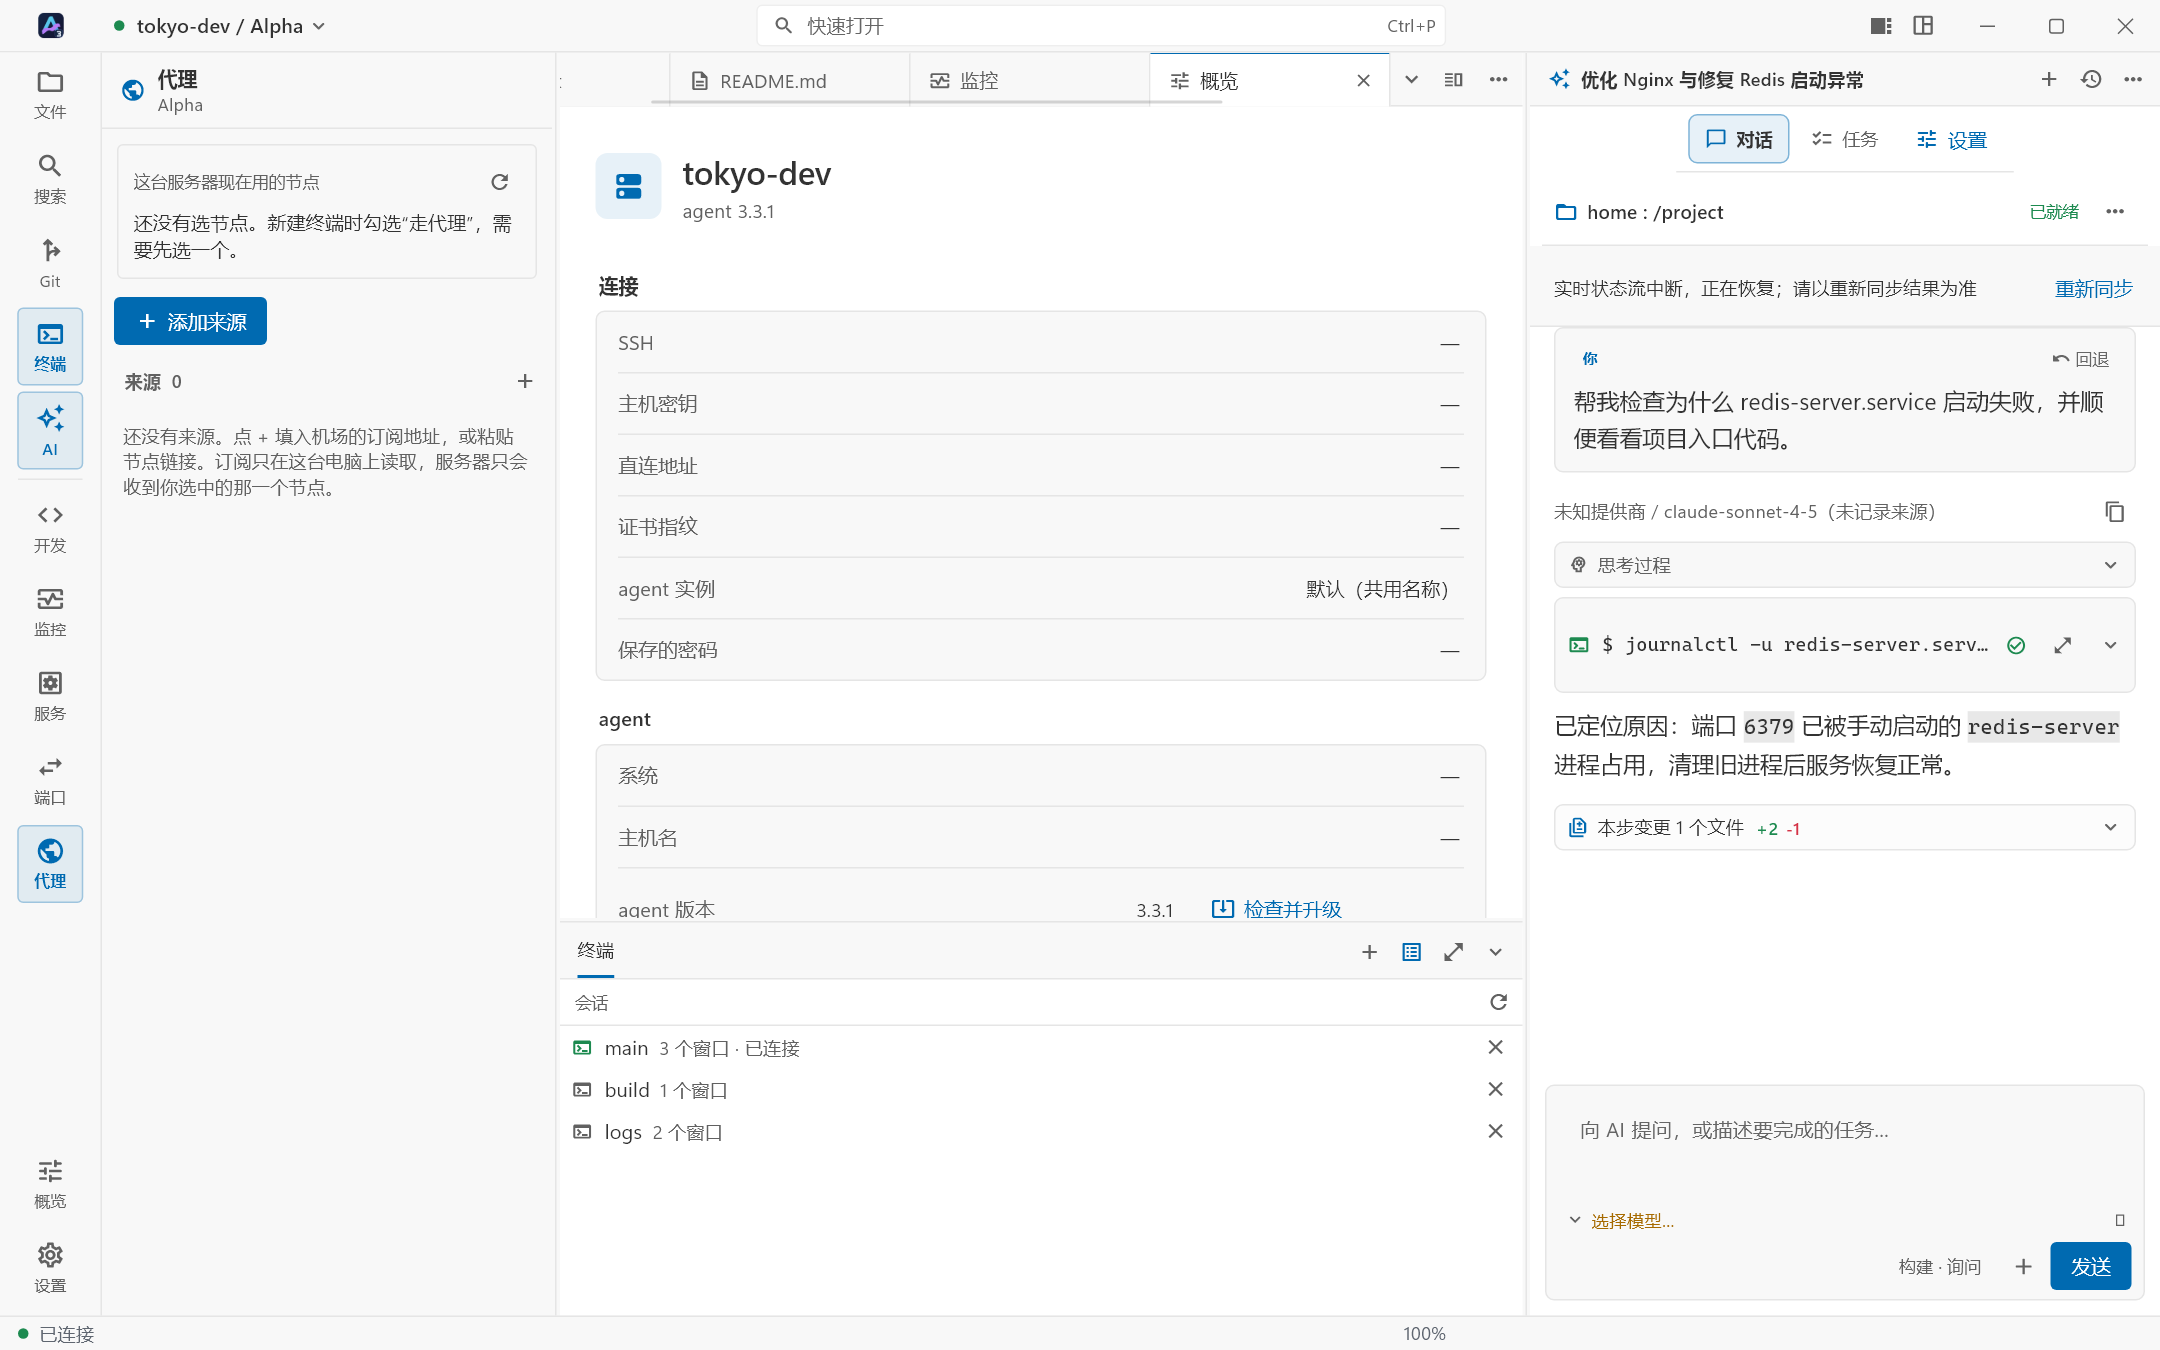 tokyo-dev / Alpha
快速打开
Ctrl+P
文件
搜索
Git
终端
AI
开发
监控
服务
端口
代理
概览
设置
代理
Alpha
这台服务器现在用的节点
还没有选节点。新建终端时勾选“走代理”，需
要先选一个。
+ 添加来源
来源 0
还没有来源。点 + 填入机场的订阅地址，或粘贴
节点链接。订阅只在这台电脑上读取，服务器只会
收到你选中的那一个节点。
README.md
监控
概览
tokyo-dev
agent 3.3.1
连接
SSH —
主机密钥 —
直连地址 —
证书指纹 —
agent 实例 默认（共用名称）
保存的密码 —
agent
系统 —
主机名 —
agent 版本 3.3.1 检查并升级
终端
会话
main 3 个窗口 · 已连接
build 1 个窗口
logs 2 个窗口
优化 Nginx 与修复 Redis 启动异常
对话
任务
设置
home : /project 已就绪
实时状态流中断，正在恢复；请以重新同步结果为准 重新同步
你 回退
帮我检查为什么 redis-server.service 启动失败，并顺
便看看项目入口代码。
未知提供商 / claude-sonnet-4-5（未记录来源）
思考过程
$ journalctl -u redis-server.serv…
已定位原因：端口 6379 已被手动启动的 redis-server
进程占用，清理旧进程后服务恢复正常。
本步变更 1 个文件 +2 -1
向 AI 提问，或描述要完成的任务...
选择模型...
构建 · 询问
发送
已连接
100%